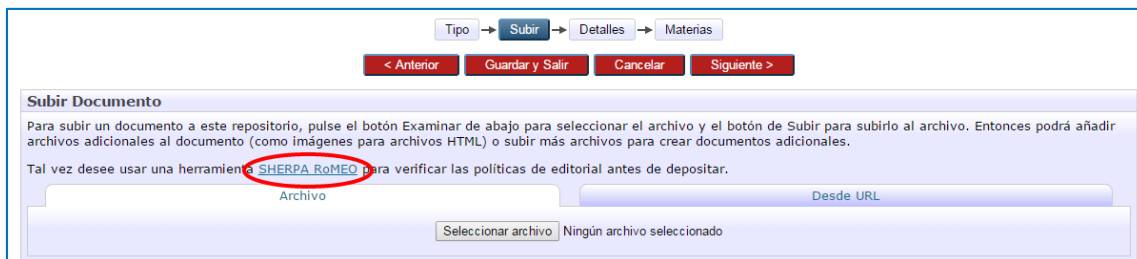 Tipo Subir Detalles Materias
< Anterior Guardar y Salir Cancelar Siguiente >
Subir Documento
Para subir un documento a este repositorio, pulse el botón Examinar de abajo para seleccionar el archivo y el botón de Subir para subirlo al archivo. Entonces podrá añadir
archivos adicionales al documento (como imágenes para archivos HTML) o subir más archivos para crear documentos adicionales.
Tal vez desee usar una herramienta SHERPA RoMEO para verificar las políticas de editorial antes de depositar.
Archivo Desde URL
Seleccionar archivo Ningún archivo seleccionado